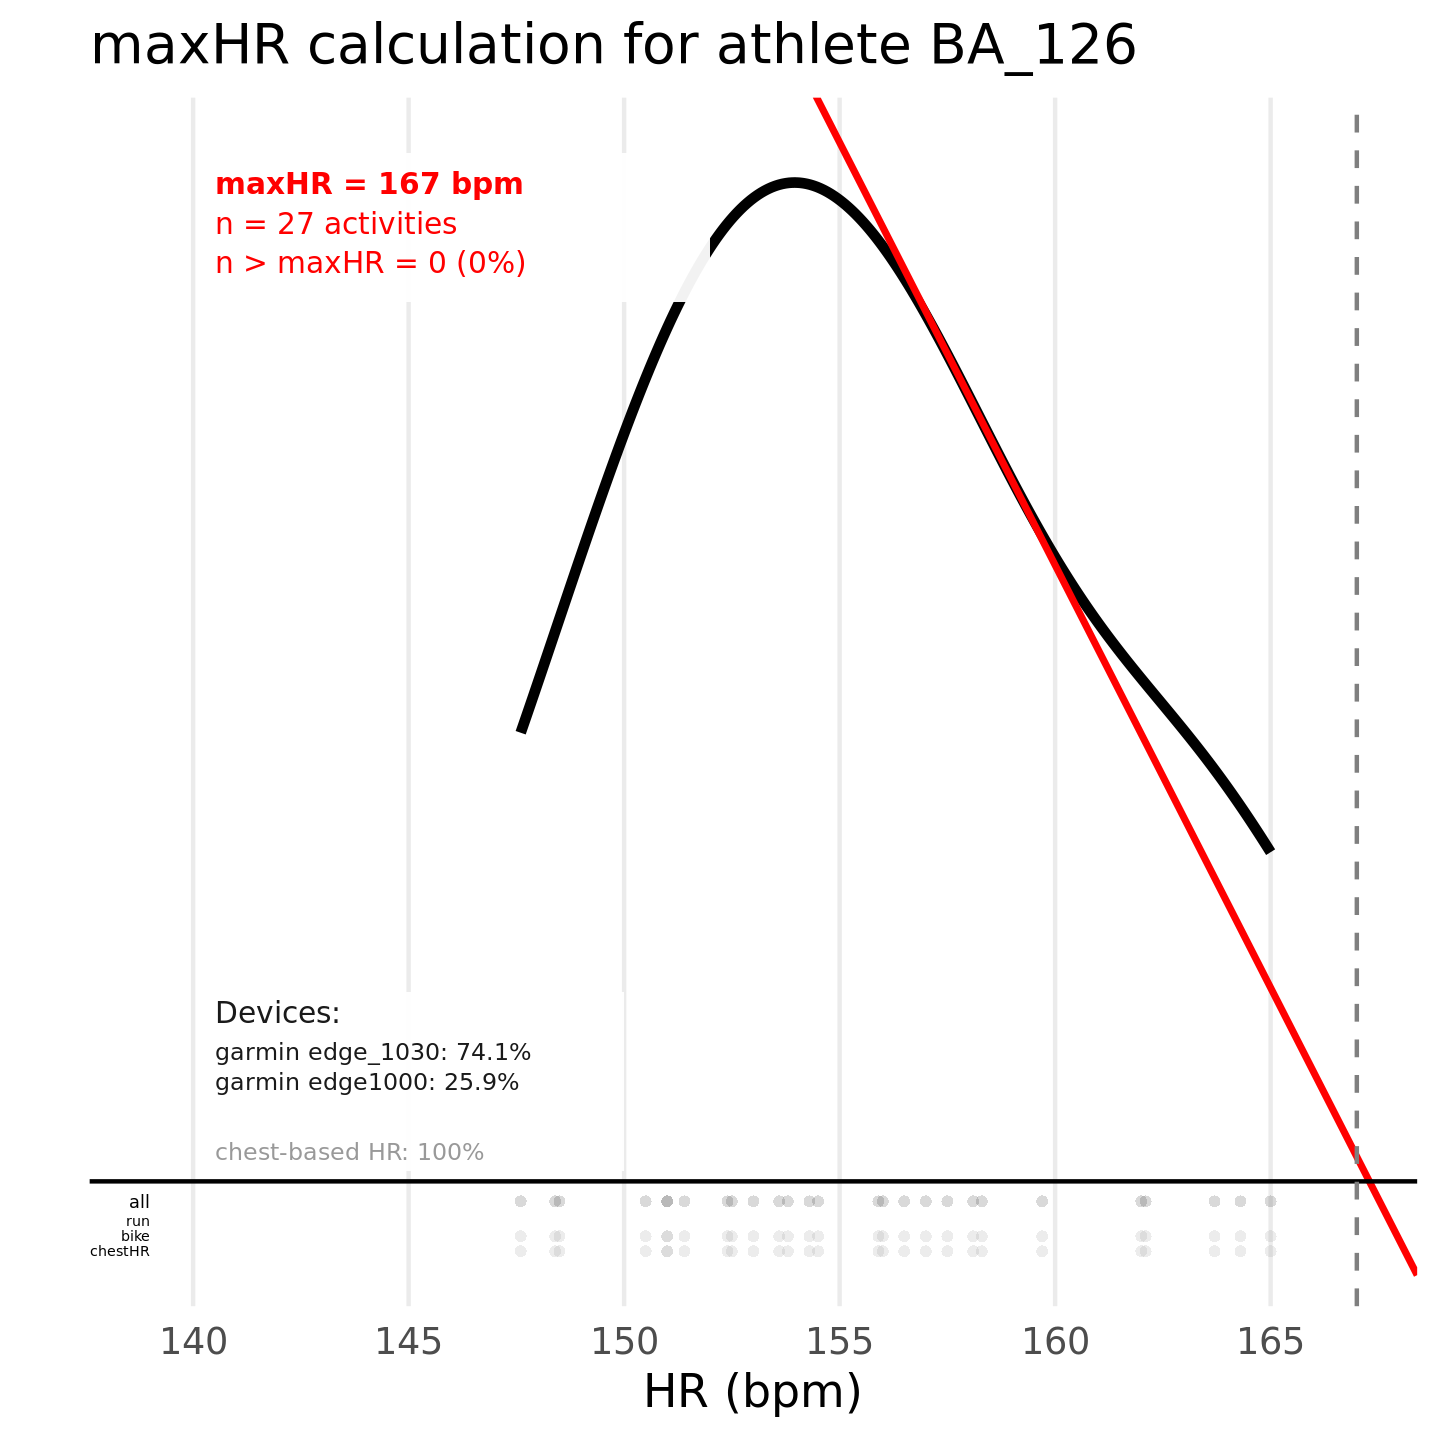 maxHR calculation for athlete BA_126
maxHR = 167 bpm
n = 27 activities
n > maxHR = 0 (0%)
Devices:
garmin edge_1030: 74.1%
garmin edge1000: 25.9%
chest-based HR: 100%
all
run
bike
chestHR
140 145 150 155 160 165
HR (bpm)